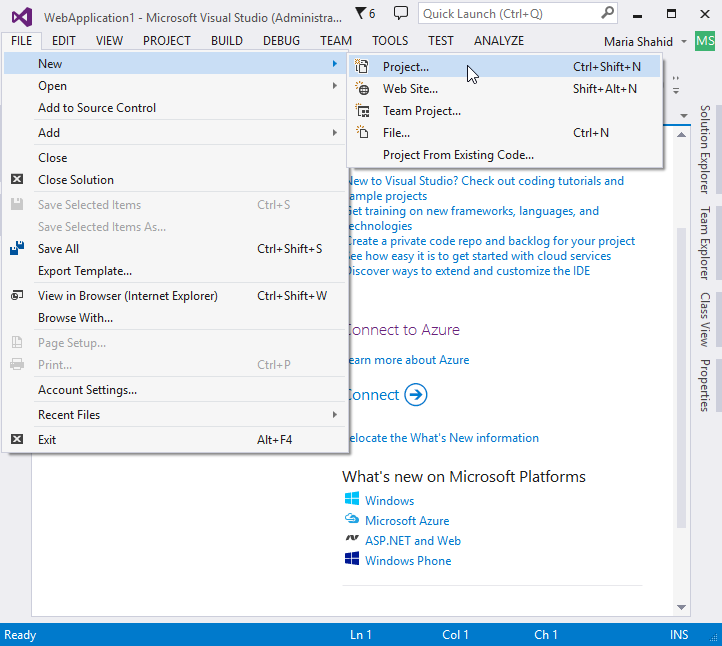 WebApplication1 - Microsoft Visual Studio (Administra...
6
Quick Launch (Ctrl+Q)
FILE EDIT VIEW PROJECT BUILD DEBUG TEAM TOOLS TEST ANALYZE
Maria Shahid
MS
New
Open
Add to Source Control
Add
Close
Close Solution
Save Selected Items Ctrl+S
Save Selected Items As...
Save All Ctrl+Shift+S
Export Template...
View in Browser (Internet Explorer) Ctrl+Shift+W
Browse With...
Page Setup...
Print... Ctrl+P
Account Settings...
Recent Files
Exit Alt+F4
Project... Ctrl+Shift+N
Web Site... Shift+Alt+N
Team Project...
File... Ctrl+N
Project From Existing Code...
New to Visual Studio? Check out coding tutorials and
sample projects
Get training on new frameworks, languages, and
technologies
Create a private code repo and backlog for your project
See how easy it is to get started with cloud services
Discover ways to extend and customize the IDE
Connect to Azure
Learn more about Azure
Connect
Relocate the What's New information
What's new on Microsoft Platforms
Windows
Microsoft Azure
ASP.NET and Web
Windows Phone
Solution Explorer
Team Explorer
Class View
Properties
Ready Ln 1 Col 1 Ch 1 INS